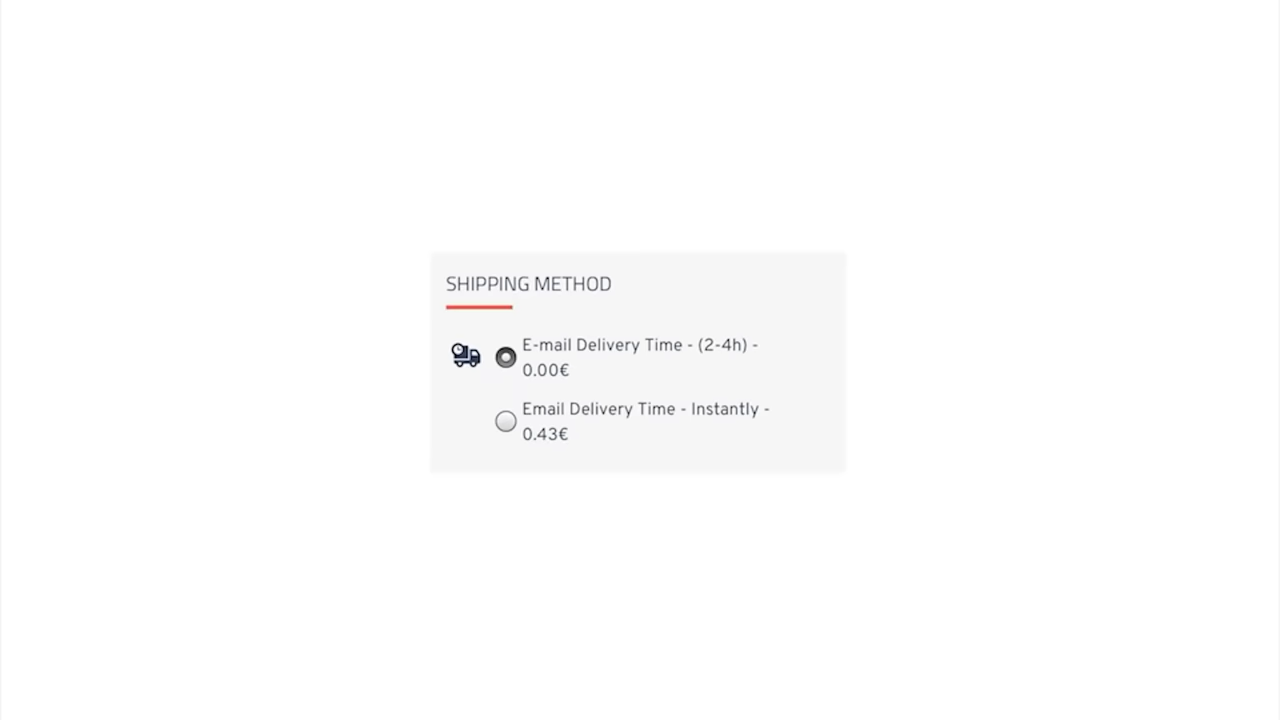 SHIPPING METHOD
E-mail Delivery Time - (2-4h) -
0.00€
Email Delivery Time - Instantly -
0.43€